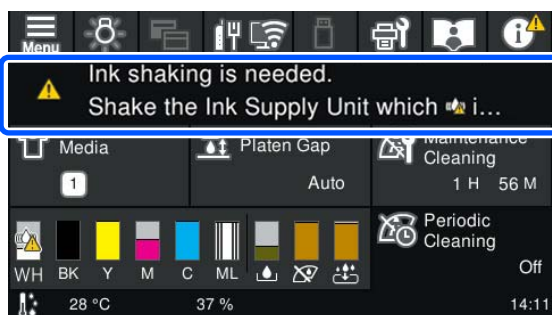 Menu
Ink shaking is needed.
Shake the Ink Supply Unit which i...
Media
Platen Gap
Maintenance
Cleaning
1
Auto
1 H 56 M
Periodic
Cleaning
WH BK Y M C ML
Off
28 °C 37 % 14:11